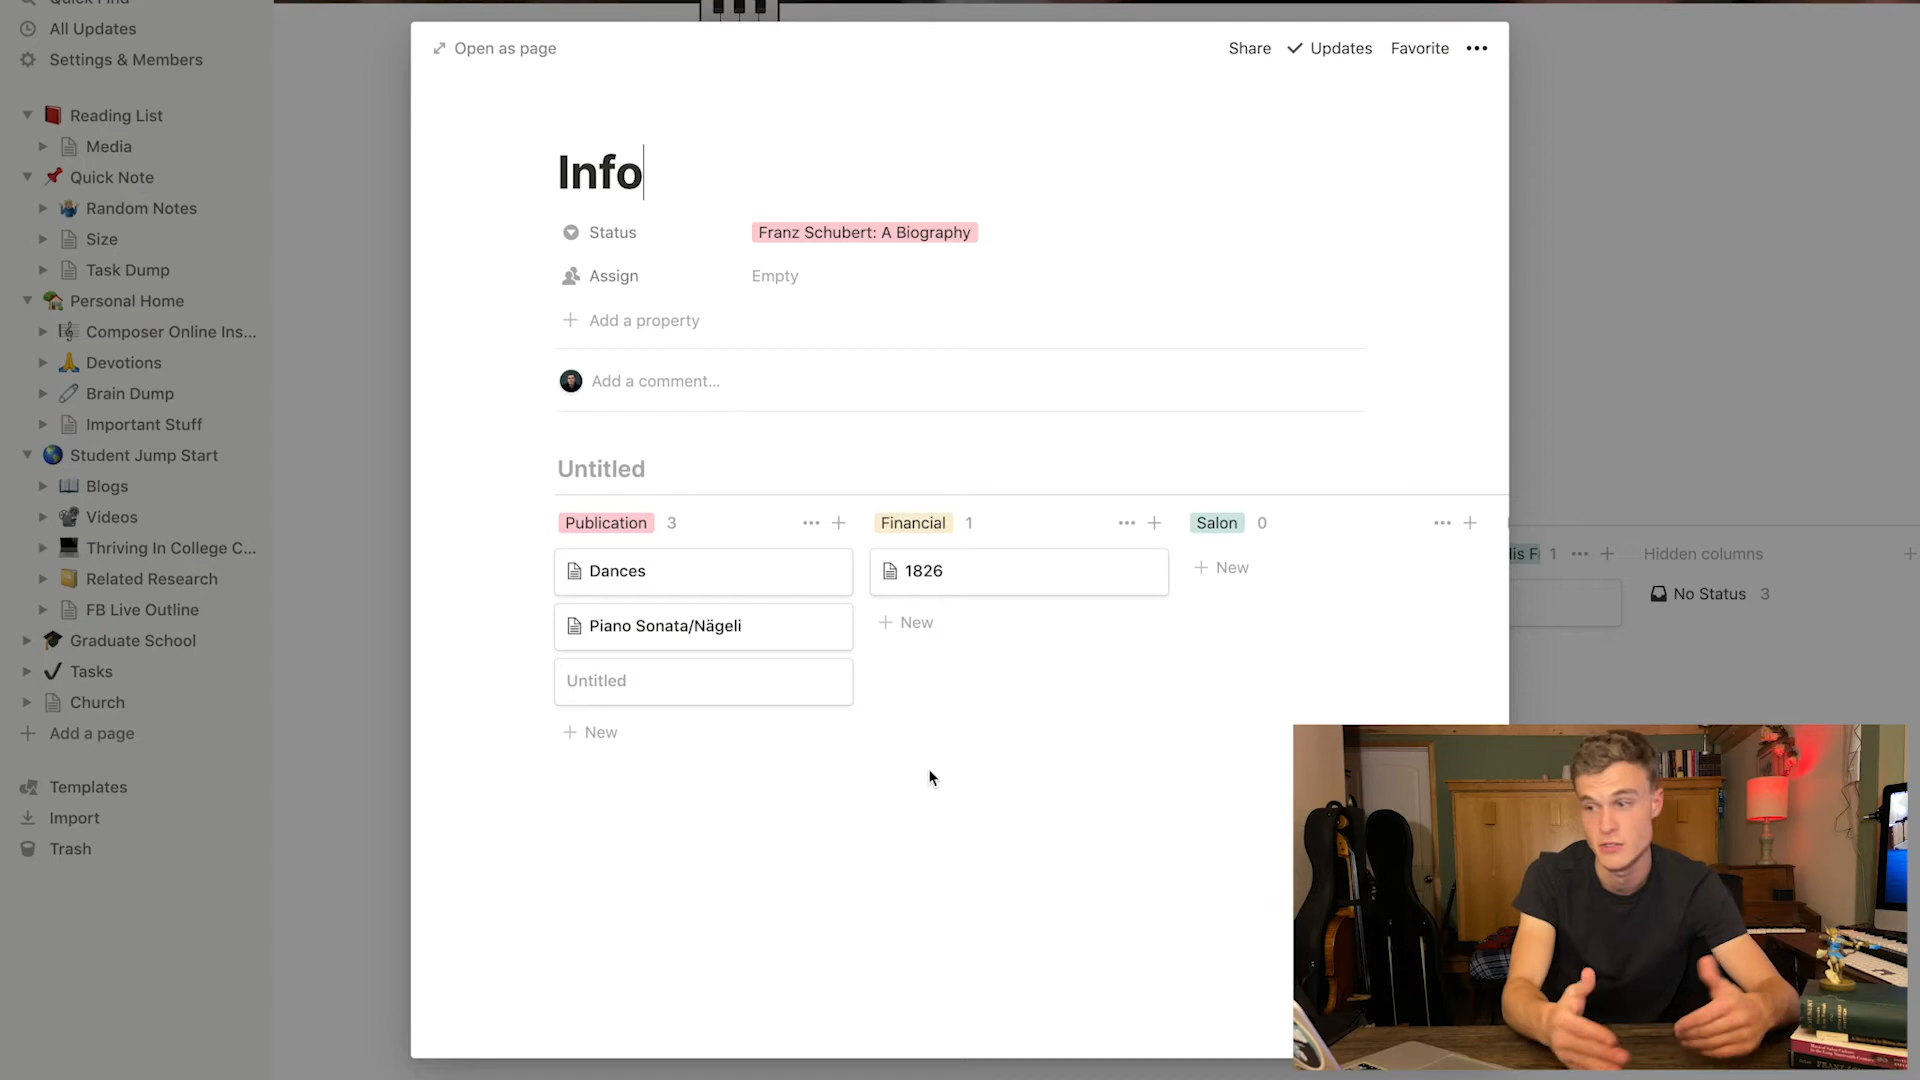 Quick Find
All Updates
Settings & Members
Reading List
Media
Quick Note
Random Notes
Size
Task Dump
Personal Home
Composer Online Ins...
Devotions
Brain Dump
Important Stuff
Student Jump Start
Blogs
Videos
Thriving In College C...
Related Research
FB Live Outline
Graduate School
Tasks
Church
Add a page
Templates
Import
Trash
Open as page
Share Updates Favorite
Info
Status Franz Schubert: A Biography
Assign Empty
Add a property
Add a comment...
Untitled
Publication 3 Financial 1 Salon 0
Dances 1826 New
Piano Sonata/Nägeli New
Untitled
New
lis F 1 Hidden columns
No Status 3